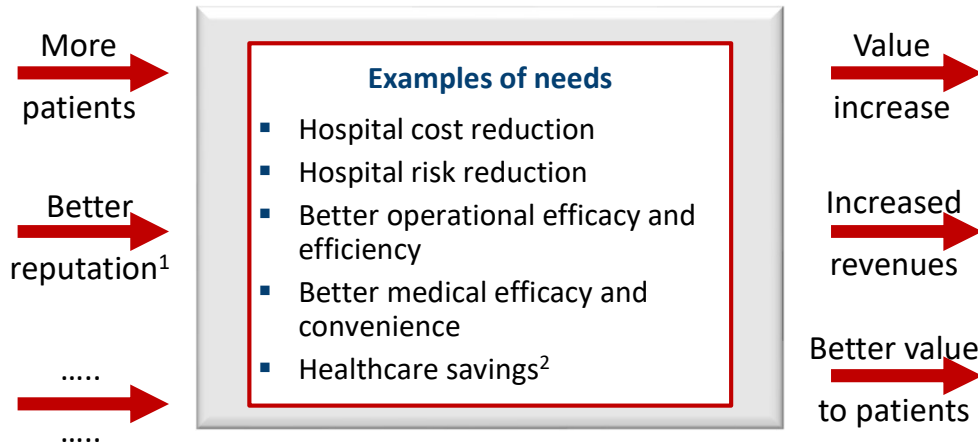 More
patients
Better
reputation¹
…..
…..
Examples of needs
▪ Hospital cost reduction
▪ Hospital risk reduction
▪ Better operational efficacy and
efficiency
▪ Better medical efficacy and
convenience
▪ Healthcare savings²
Value
increase
Increased
revenues
Better value
to patients